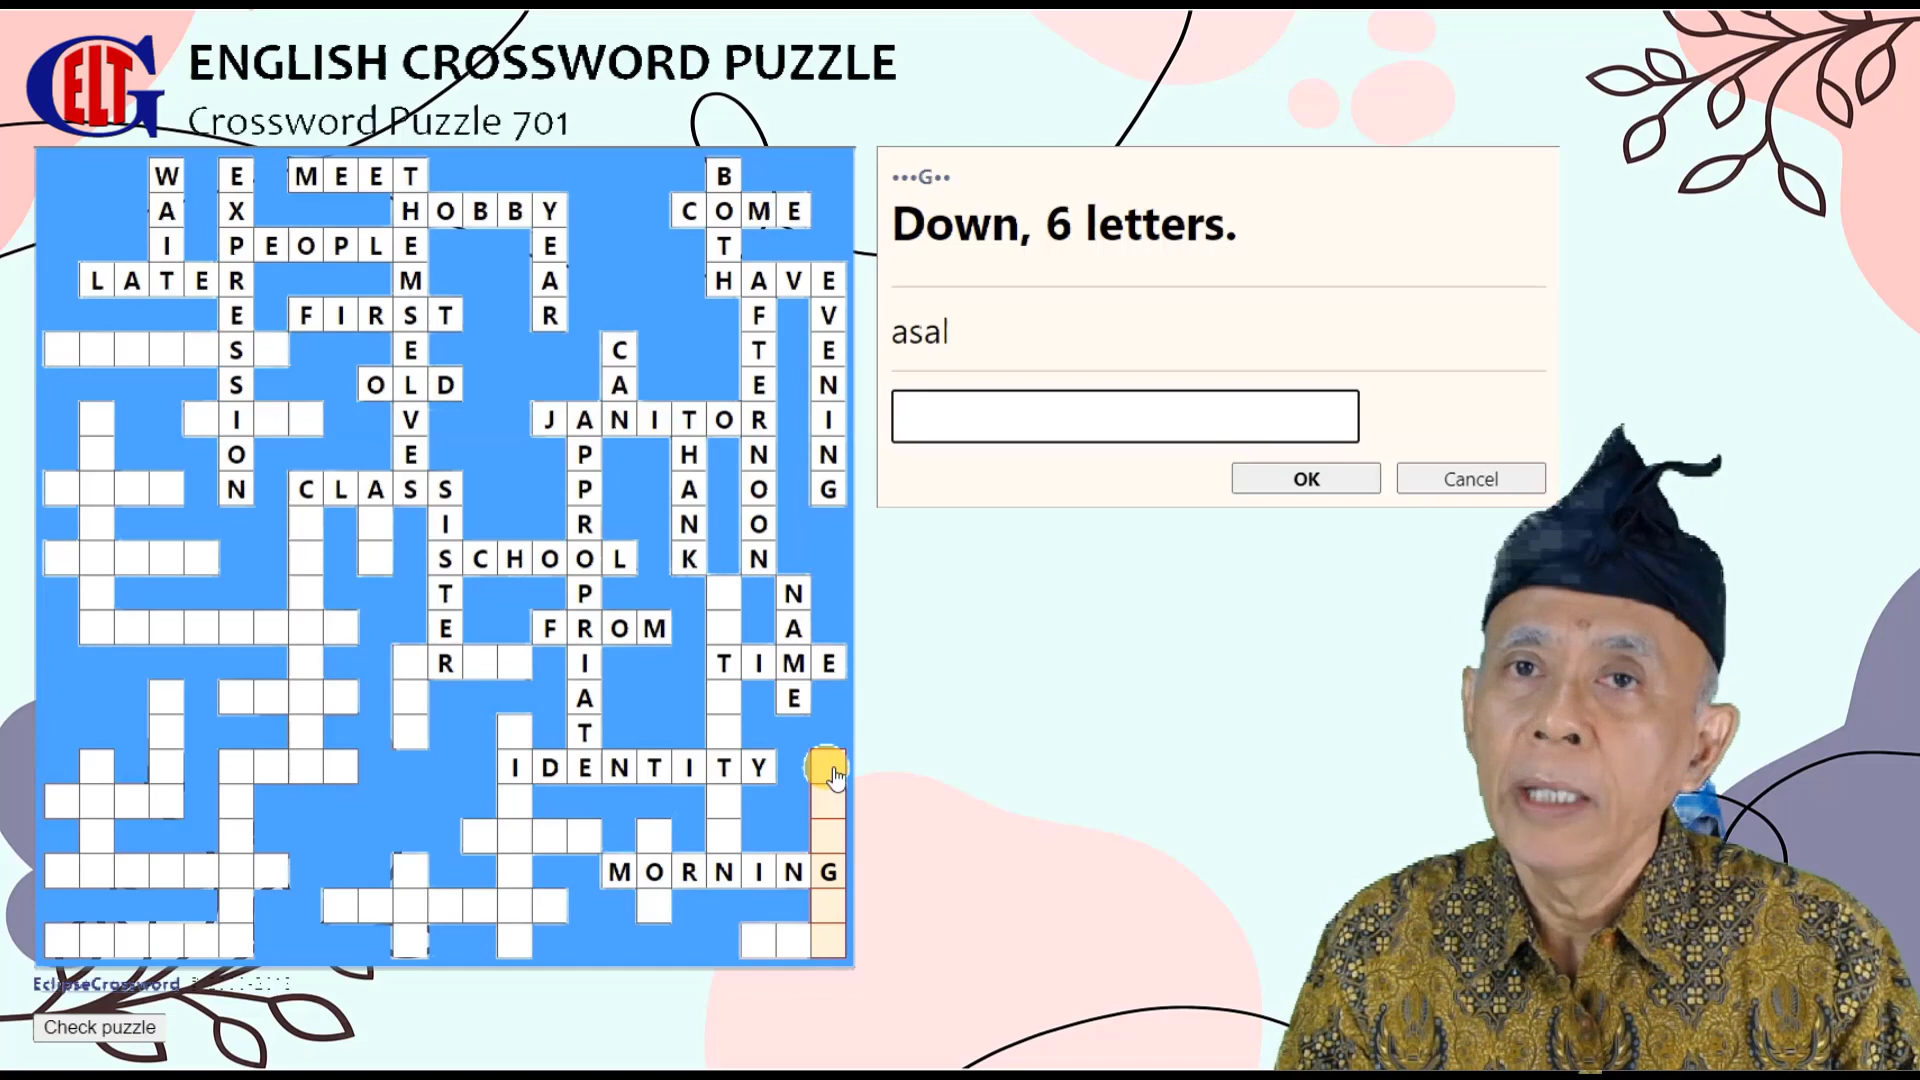 GELT
ENGLISH CROSSWORD PUZZLE
Crossword Puzzle 701
W E MEET B
A X HOBBY COME
I PEOPLE E T
LATER M A HAVE
E FIRST R F V
S E C T E
S OLD A E N
I V JANITOR I
O E P H N N
N CLASS P A O G
I R N O
SCHOOL K N
T P N
E FROM A
R I TIME
A E
T
IDENTITY
MORNING
EclipseCrossword
Check puzzle
•••G••
Down, 6 letters.
asal
OK Cancel